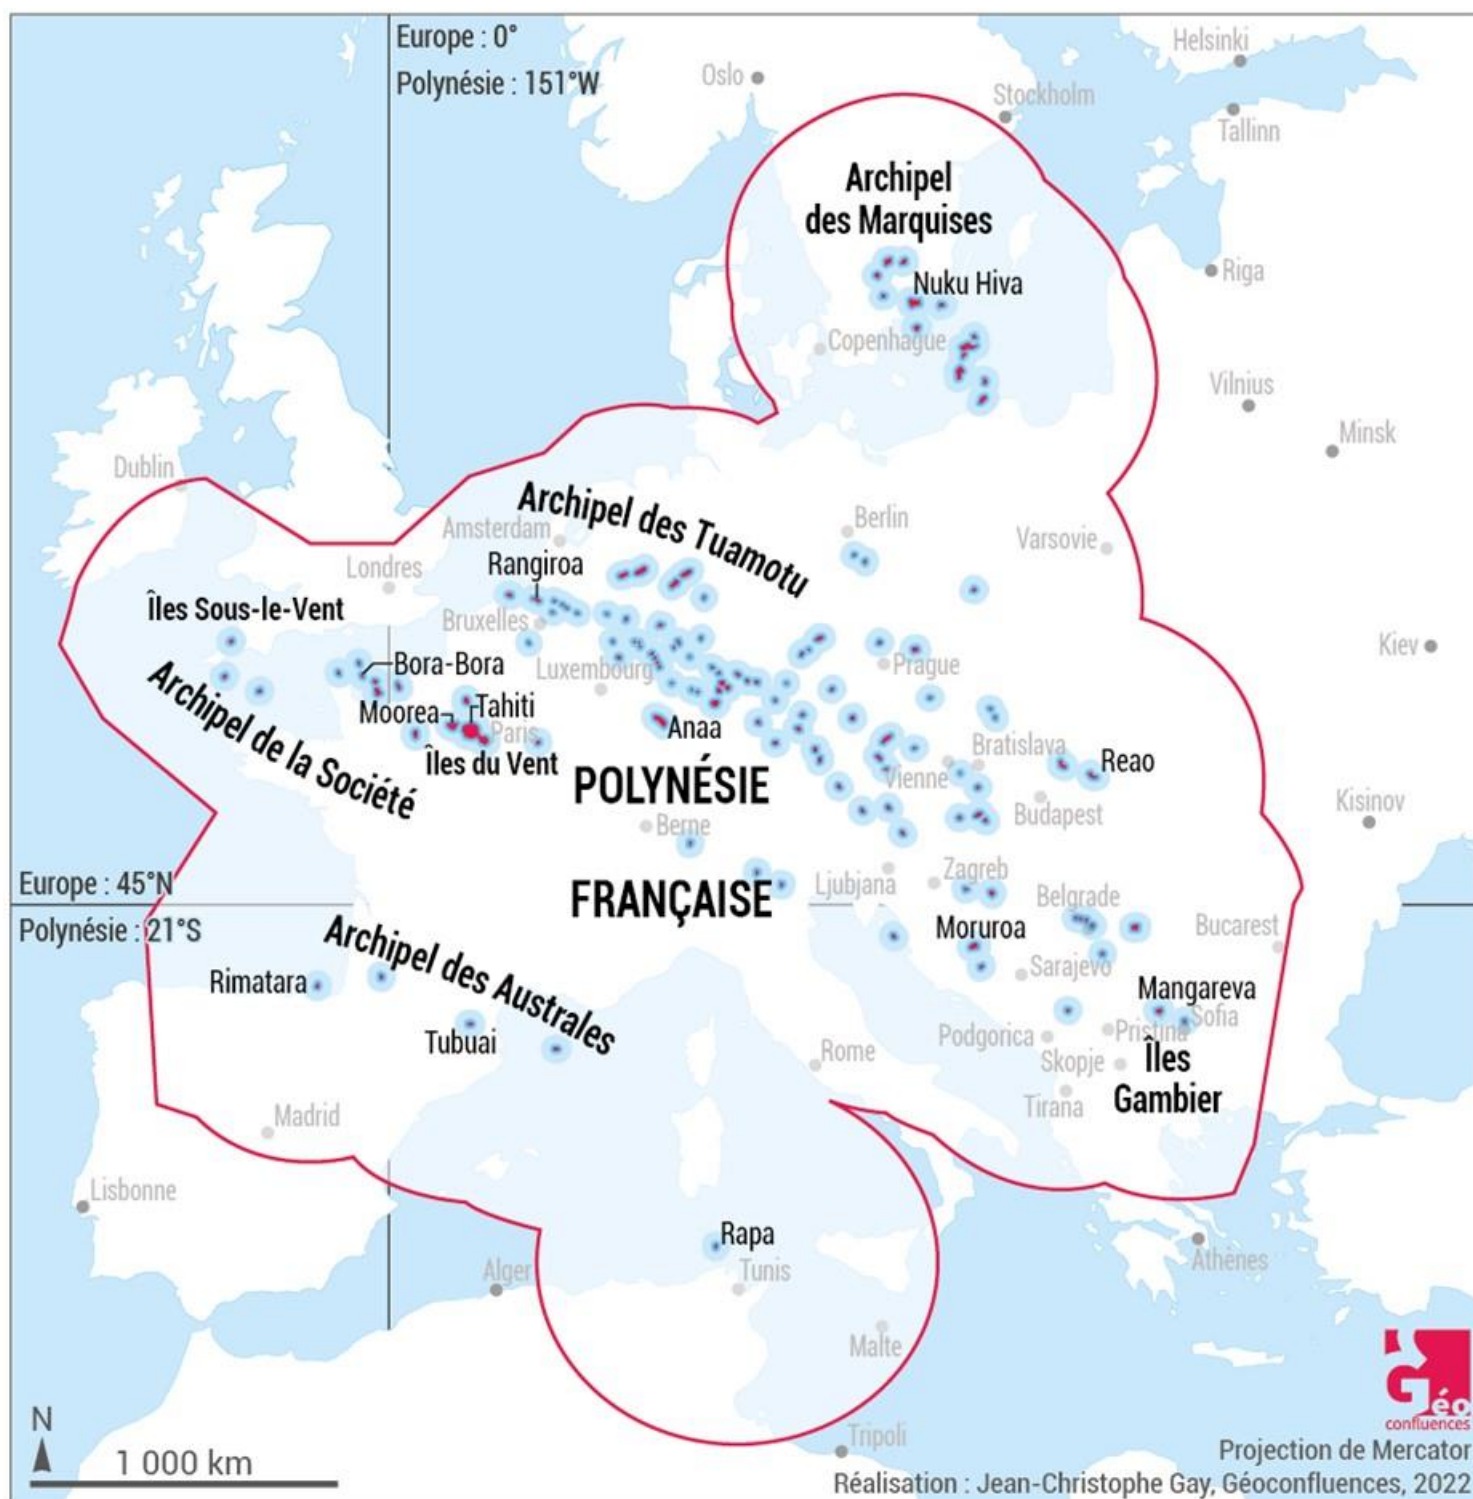 Europe : 0°
Polynésie : 151°W
Helsinki
Oslo
Stockholm
Tallinn
Archipel
des Marquises
Riga
Nuku Hiva
Copenhague
Vilnius
Minsk
Dublin
Archipel des Tuamotu
Berlin
Amsterdam
Varsovie
Londres
Rangiroa
Îles Sous-le-Vent
Bruxelles
Kiev
Bora-Bora
Luxembourg
Prague
Archipel de la Société
Moorea
Tahiti
Paris
Anaa
Îles du Vent
Bratislava
Reao
POLYNÉSIE
Vienne
Budapest
Kisinov
Berne
Europe : 45°N
FRANÇAISE
Ljubjana
Zagreb
Belgrade
Polynésie : 21°S
Archipel des Australes
Moruroa
Bucarest
Rimatara
Sarajevo
Mangareva
Sofia
Tubuai
Podgorica
Pristina
Rome
Skopje
Îles
Gambier
Tirana
Madrid
Lisbonne
Rapa
Alger
Tunis
Athènes
Malte
Géo
confluences
N
1 000 km
Tripoli
Projection de Mercator
Réalisation : Jean-Christophe Gay, Géoconfluences, 2022